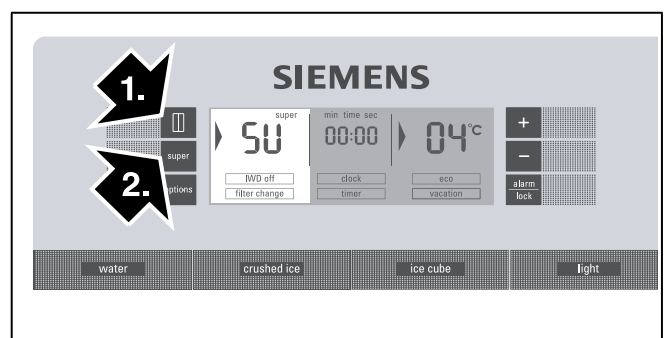 SIEMENS
1.
super
min time sec
SU
00:00
04°C
+
super
−
IWD off
clock
eco
2.
options
filter change
timer
vacation
alarm
lock
water
crushed ice
ice cube
light